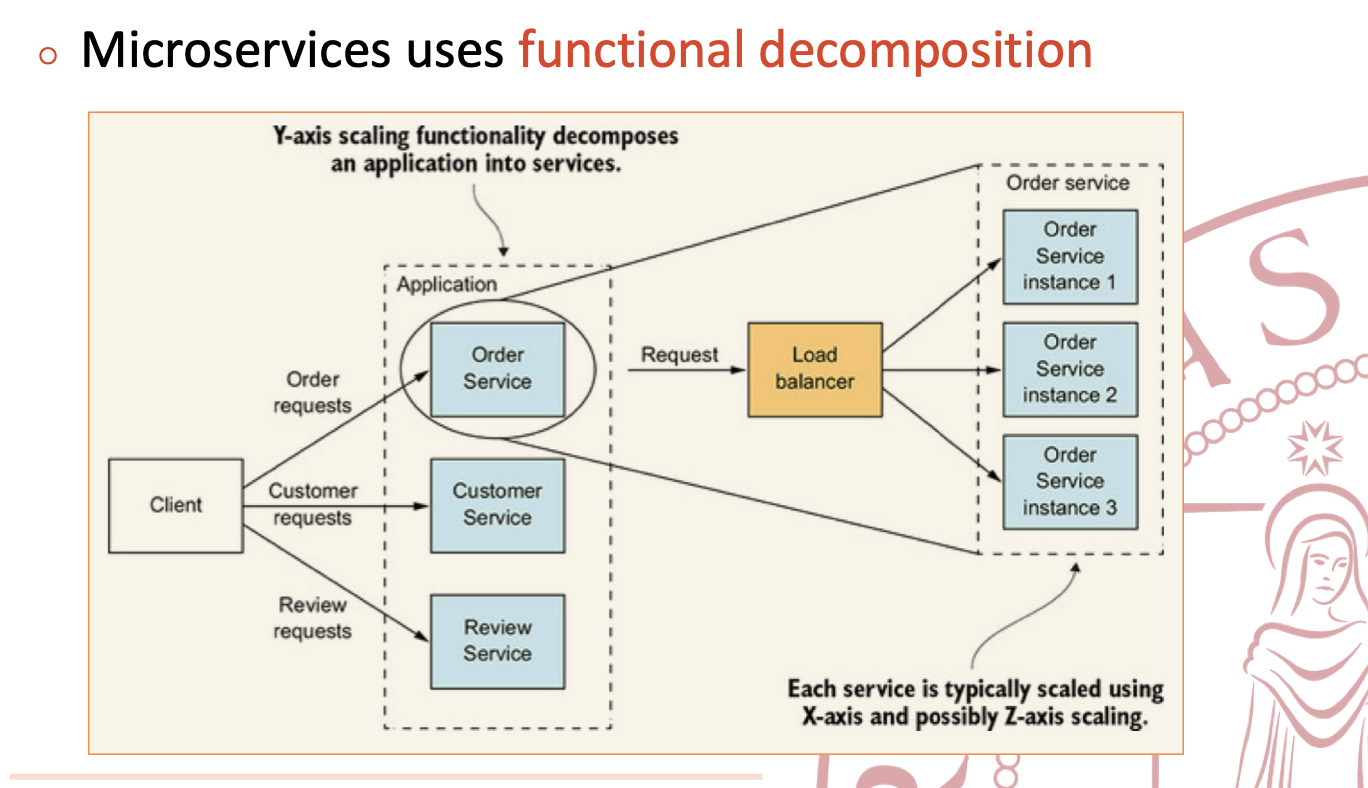 Microservices uses functional decomposition
Y-axis scaling functionality decomposes
an application into services.
Application
Order
Service
Order
requests
Client
Customer
requests
Customer
Service
Review
requests
Review
Service
Request
Load
balancer
Order service
Order
Service
instance 1
Order
Service
instance 2
Order
Service
instance 3
Each service is typically scaled using
X-axis and possibly Z-axis scaling.
A S